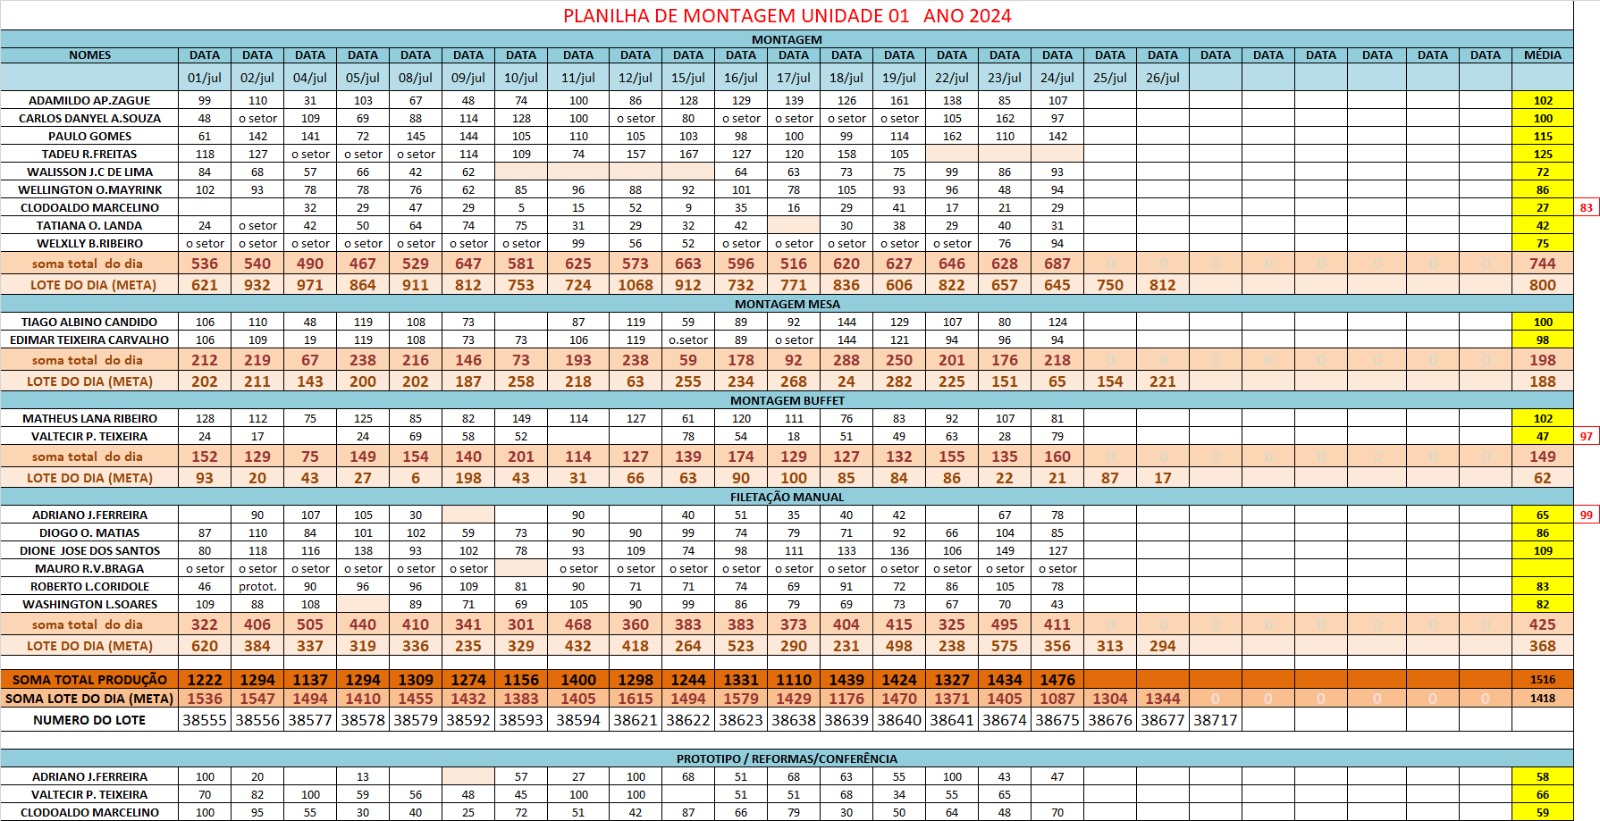 PLANILHA DE MONTAGEM UNIDADE 01 ANO 2024
MONTAGEM
NOMES DATA DATA DATA DATA DATA DATA DATA DATA DATA DATA DATA DATA DATA DATA DATA DATA DATA DATA DATA DATA DATA DATA DATA DATA DATA MÉDIA
01/jul 02/jul 04/jul 05/jul 08/jul 09/jul 10/jul 11/jul 12/jul 15/jul 16/jul 17/jul 18/jul 19/jul 22/jul 23/jul 24/jul 25/jul 26/jul
ADAMILDO AP.ZAGUE 99 110 31 103 67 48 74 100 86 128 129 139 126 161 138 85 107 102
CARLOS DANYEL A.SOUZA 48 o setor 109 69 88 114 128 100 o setor 80 o setor o setor o setor o setor 105 162 97 100
PAULO GOMES 61 142 141 72 145 144 105 110 105 103 98 100 99 114 162 110 142 115
TADEU R.FREITAS 118 127 o setor o setor o setor 114 109 74 157 167 127 120 158 105 125
WALISSON J.C DE LIMA 84 68 57 66 42 62 64 63 73 75 99 86 93 72
WELLINGTON O.MAYRINK 102 93 78 78 76 62 85 96 88 92 101 78 105 93 96 48 94 86
CLODOALDO MARCELINO 32 29 47 29 5 15 52 9 35 16 29 41 17 21 29 27 83
TATIANA O. LANDA 24 o setor 42 50 64 74 75 31 29 32 42 30 38 29 40 31 42
WELXLLY B.RIBEIRO o setor o setor o setor o setor o setor o setor o setor 99 56 52 o setor o setor o setor o setor o setor 76 94 75
soma total do dia 536 540 490 467 529 647 581 625 573 663 596 516 620 627 646 628 687 0 0 0 0 0 0 0 0 744
LOTE DO DIA (META) 621 932 971 864 911 812 753 724 1068 912 732 771 836 606 822 657 645 750 812 800
MONTAGEM MESA
TIAGO ALBINO CANDIDO 106 110 48 119 108 73 87 119 59 89 92 144 129 107 80 124 100
EDIMAR TEIXEIRA CARVALHO 106 109 19 119 108 73 73 106 119 o.setor 89 o setor 144 121 94 96 94 98
soma total do dia 212 219 67 238 216 146 73 193 238 59 178 92 288 250 201 176 218 0 0 0 0 0 0 0 0 198
LOTE DO DIA (META) 202 211 143 200 202 187 258 218 63 255 234 268 24 282 225 151 65 154 221 188
MONTAGEM BUFFET
MATHEUS LANA RIBEIRO 128 112 75 125 85 82 149 114 127 61 120 111 76 83 92 107 81 102
VALTECIR P. TEIXEIRA 24 17 24 69 58 52 78 54 18 51 49 63 28 79 47 97
soma total do dia 152 129 75 149 154 140 201 114 127 139 174 129 127 132 155 135 160 0 0 0 0 0 0 0 0 149
LOTE DO DIA (META) 93 20 43 27 6 198 43 31 66 63 90 100 85 84 86 22 21 87 17 62
FILETAÇÃO MANUAL
ADRIANO J.FERREIRA 90 107 105 30 90 40 51 35 40 42 67 78 65 99
DIOGO O. MATIAS 87 110 84 101 102 59 73 90 90 99 74 79 71 92 66 104 85 86
DIONE JOSE DOS SANTOS 80 118 116 138 93 102 78 93 109 74 98 111 133 136 106 149 127 109
MAURO R.V.BRAGA o setor o setor o setor o setor o setor o setor o setor o setor o setor o setor o setor o setor o setor o setor o setor o setor
ROBERTO L.CORIDOLE 46 protot. 90 96 96 109 81 90 71 71 74 69 91 72 86 105 78 83
WASHINGTON L.SOARES 109 88 108 89 71 69 105 90 99 86 79 69 73 67 70 43 82
soma total do dia 322 406 505 440 410 341 301 468 360 383 383 373 404 415 325 495 411 0 0 0 0 0 0 0 0 425
LOTE DO DIA (META) 620 384 337 319 336 235 329 432 418 264 523 290 231 498 238 575 356 313 294 368
SOMA TOTAL PRODUÇÃO 1222 1294 1137 1294 1309 1274 1156 1400 1298 1244 1331 1110 1439 1424 1327 1434 1476 1516
SOMA LOTE DO DIA (META) 1536 1547 1494 1410 1455 1432 1383 1405 1615 1494 1579 1429 1176 1470 1371 1405 1087 1304 1344 0 0 0 0 0 0 1418
NUMERO DO LOTE 38555 38556 38577 38578 38579 38592 38593 38594 38621 38622 38623 38638 38639 38640 38641 38674 38675 38676 38677 38717
PROTOTIPO / REFORMAS/CONFERÊNCIA
ADRIANO J.FERREIRA 100 20 13 57 27 100 68 51 68 63 55 100 43 47 58
VALTECIR P. TEIXEIRA 70 82 100 59 56 48 45 100 100 51 51 68 34 55 65 66
CLODOALDO MARCELINO 100 95 55 30 40 25 72 51 42 87 66 79 30 50 64 48 70 59